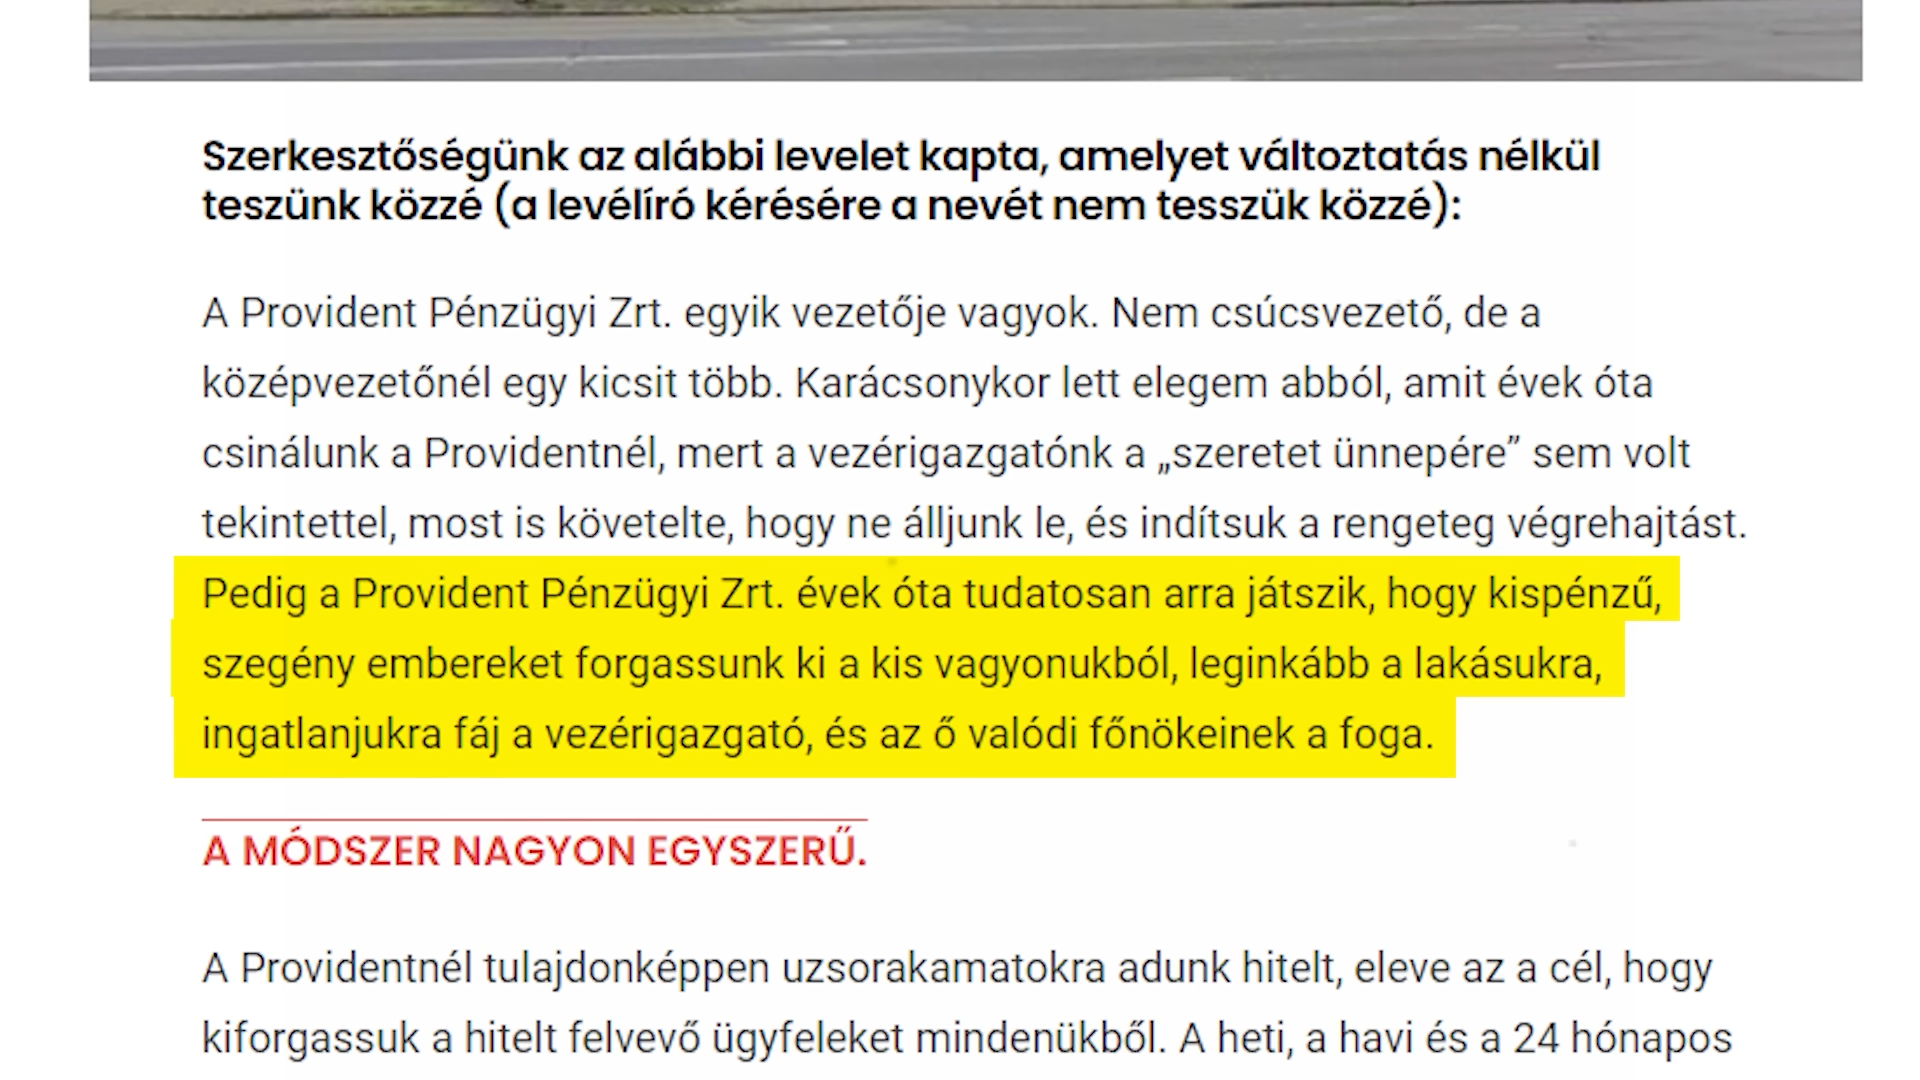 Szerkesztőségünk az alábbi levelet kapta, amelyet változtatás nélkül
teszünk közzé (a levélíró kérésére a nevét nem tesszük közzé):
A Provident Pénzügyi Zrt. egyik vezetője vagyok. Nem csúcsvezető, de a
középvezetőnél egy kicsit több. Karácsonykor lett elegem abból, amit évek óta
csinálunk a Providentnél, mert a vezérigazgatónk a „szeretet ünnepére” sem volt
tekintettel, most is követelte, hogy ne álljunk le, és indítsuk a rengeteg végrehajtást.
Pedig a Provident Pénzügyi Zrt. évek óta tudatosan arra játszik, hogy kispénzű,
szegény embereket forgassunk ki a kis vagyonukból, leginkább a lakásukra,
ingatlanjukra fáj a vezérigazgató, és az ő valódi főnökeinek a foga.
A MÓDSZER NAGYON EGYSZERŰ.
A Providentnél tulajdonképpen uzsorakamatokra adunk hitelt, eleve az a cél, hogy
kiforgassuk a hitelt felvevő ügyfeleket mindenükből. A heti, a havi és a 24 hónapos